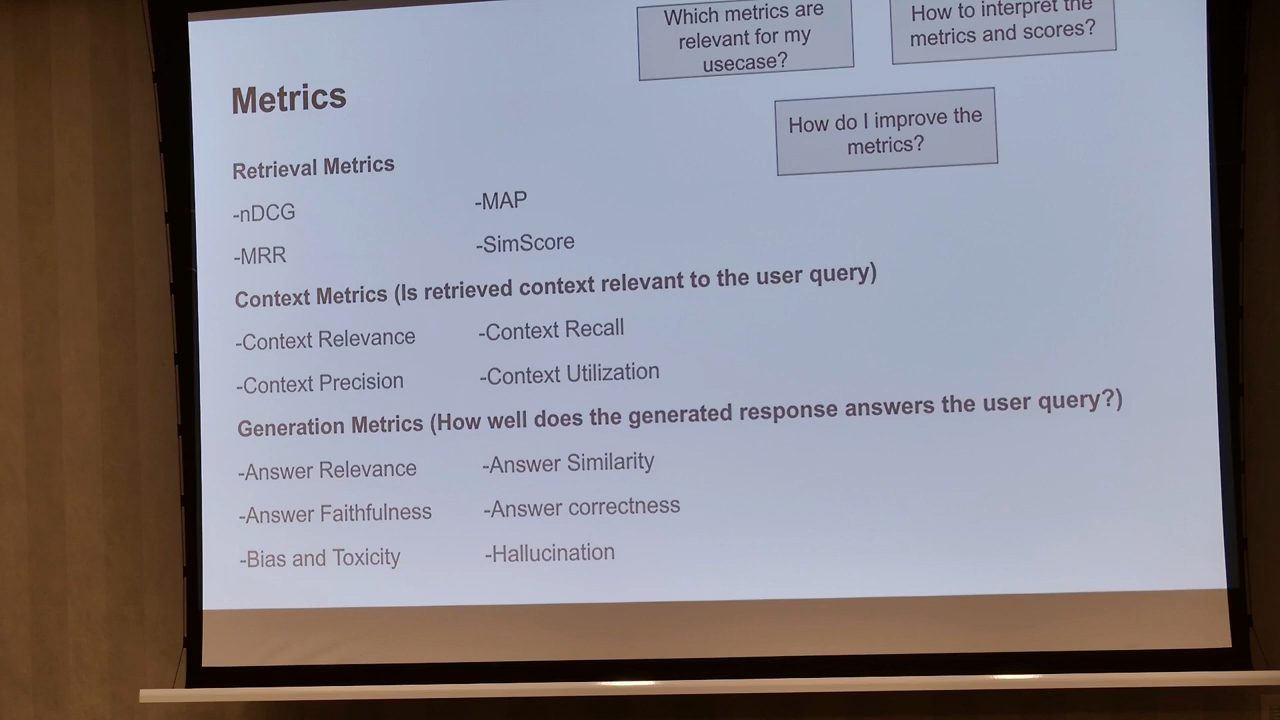 Which metrics are
relevant for my
usecase?
How to interpret the
metrics and scores?
How do I improve the
metrics?
Metrics
Retrieval Metrics
-nDCG
-MAP
-MRR
-SimScore
Context Metrics (Is retrieved context relevant to the user query)
-Context Relevance
-Context Recall
-Context Precision
-Context Utilization
Generation Metrics (How well does the generated response answers the user query?)
-Answer Relevance
-Answer Similarity
-Answer Faithfulness
-Answer correctness
-Bias and Toxicity
-Hallucination